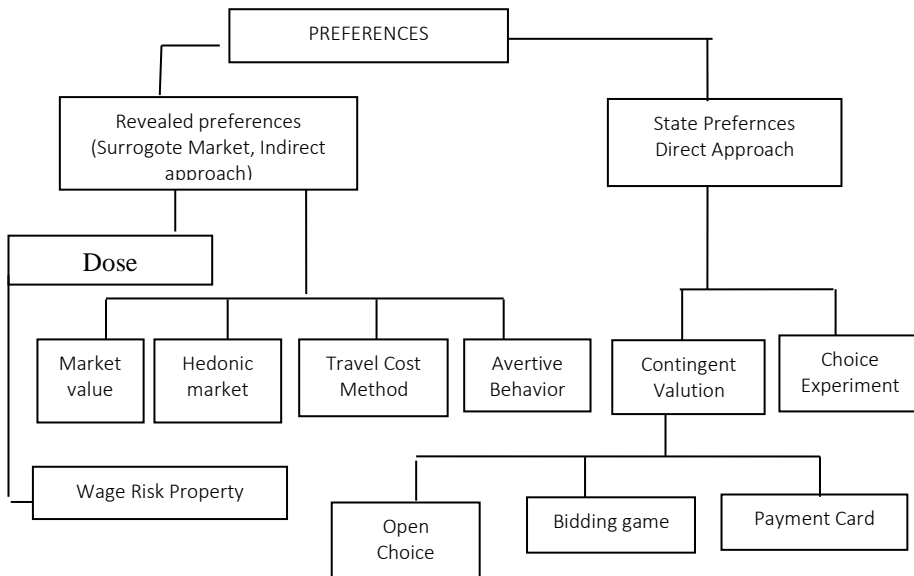 PREFERENCES
Revealed preferences
(Surrogote Market, Indirect
approach)
State Prefernces
Direct Approach
Dose
Market
value
Hedonic
market
Travel Cost
Method
Avertive
Behavior
Contingent
Valution
Choice
Experiment
Wage Risk Property
Open
Choice
Bidding game
Payment Card